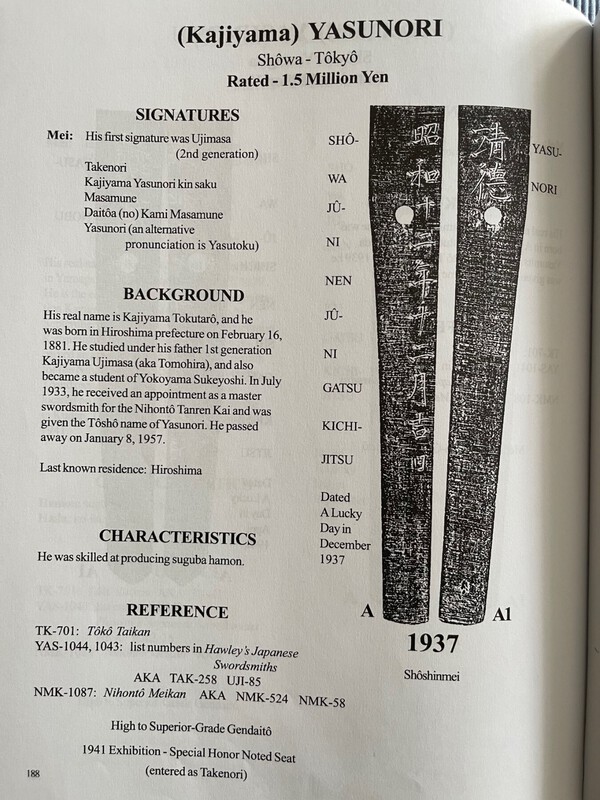 (Kajiyama) YASUNORI
Shôwa - Tôkyô
Rated - 1.5 Million Yen
SIGNATURES
Mei: His first signature was Ujimasa
(2nd generation)
Takenori
Kajiyama Yasunori kin saku
Masamune
Daitôa (no) Kami Masamune
Yasunori (an alternative
pronunciation is Yasutoku)
BACKGROUND
His real name is Kajiyama Tokutarô, and he
was born in Hiroshima prefecture on February 16,
1881. He studied under his father 1st generation
Kajiyama Ujimasa (aka Tomohira), and also
became a student of Yokoyama Sukeyoshi. In July
1933, he received an appointment as a master
swordsmith for the Nihontô Tanren Kai and was
given the Tôshô name of Yasunori. He passed
away on January 8, 1957.
Last known residence: Hiroshima
CHARACTERISTICS
He was skilled at producing suguba hamon.
REFERENCE
TK-701: Tôkô Taikan
YAS-1044, 1043: list numbers in Hawley's Japanese
Swordsmiths
AKA TAK-258 UJI-85
NMK-1087: Nihontô Meikan AKA NMK-524 NMK-58
High to Superior-Grade Gendaitô
1941 Exhibition - Special Honor Noted Seat
(entered as Takenori)
188
SHÔ-
WA
JÛ-
NI
NEN
JÛ-
NI
GATSU
KICHI-
JITSU
Dated
A Lucky
Day in
December
1937
昭和十二年十二月吉日
靖德
YASU-
NORI
A
A1
1937
Shôshinmei